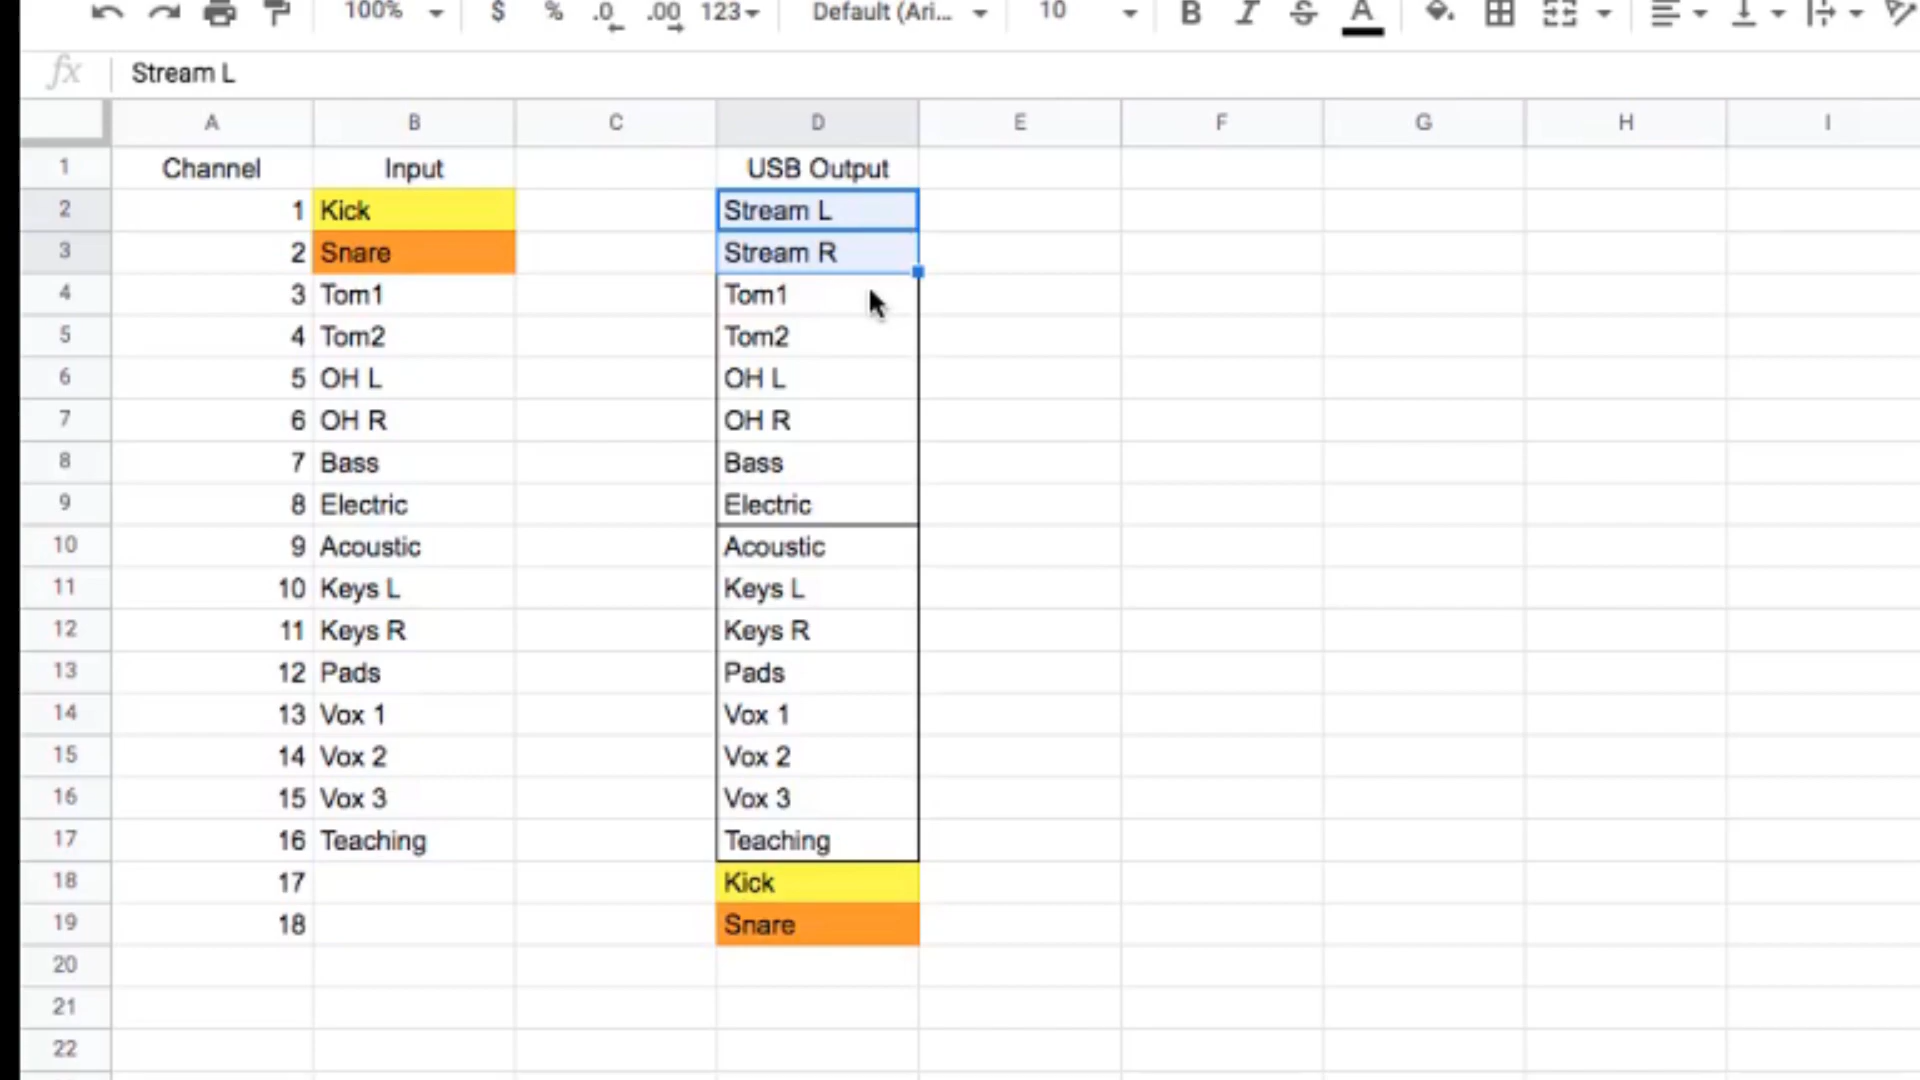 100% $ % .0 .00 123 Default (Ari... 10 B I S A
fx Stream L
A B C D E F G H I
1 Channel Input USB Output
2 1 Kick Stream L
3 2 Snare Stream R
4 3 Tom1 Tom1
5 4 Tom2 Tom2
6 5 OH L OH L
7 6 OH R OH R
8 7 Bass Bass
9 8 Electric Electric
10 9 Acoustic Acoustic
11 10 Keys L Keys L
12 11 Keys R Keys R
13 12 Pads Pads
14 13 Vox 1 Vox 1
15 14 Vox 2 Vox 2
16 15 Vox 3 Vox 3
17 16 Teaching Teaching
18 17 Kick
19 18 Snare
20
21
22